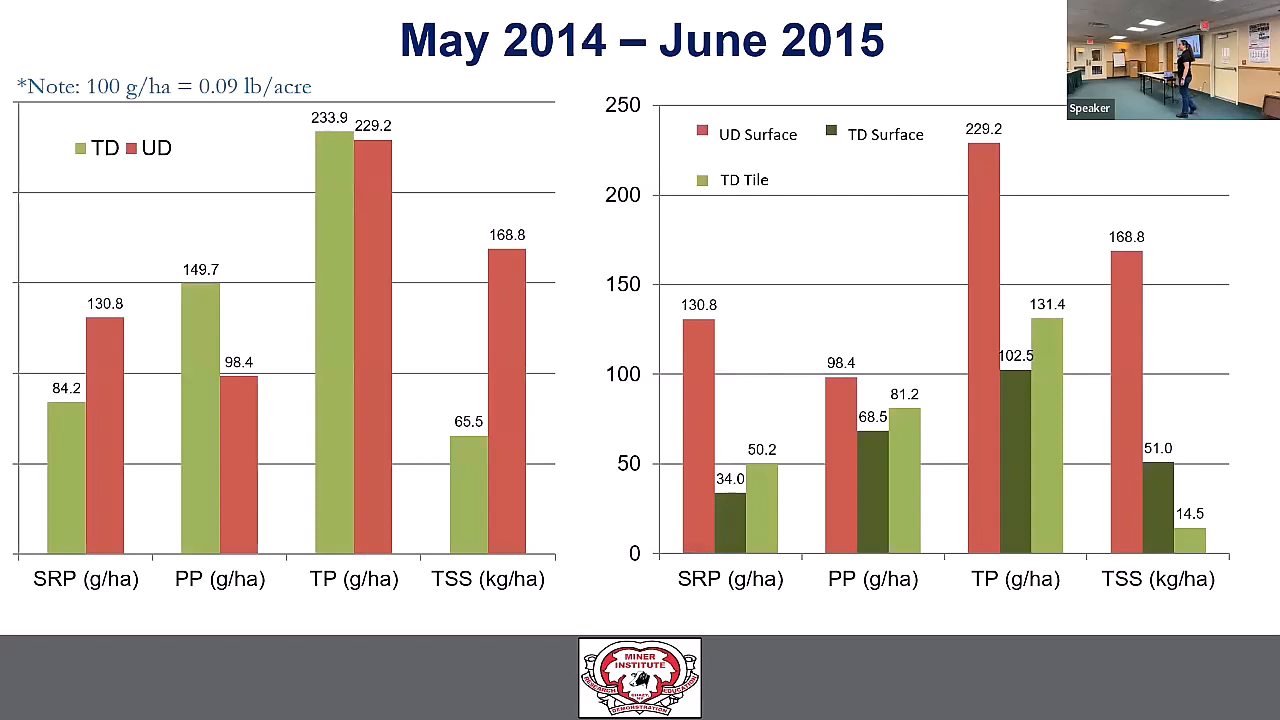 May 2014 – June 2015
*Note: 100 g/ha = 0.09 lb/acre
TD UD
233.9 229.2
168.8
149.7
130.8
98.4
84.2
65.5
SRP (g/ha) PP (g/ha) TP (g/ha) TSS (kg/ha)
250
200
150
100
50
0
UD Surface TD Surface
TD Tile
229.2
168.8
130.8
131.4
98.4
102.5
81.2
68.5
50.2
51.0
34.0
14.5
SRP (g/ha) PP (g/ha) TP (g/ha) TSS (kg/ha)
Speaker
MINER
INSTITUTE
RESEARCH
EDUCATION
DEMONSTRATION